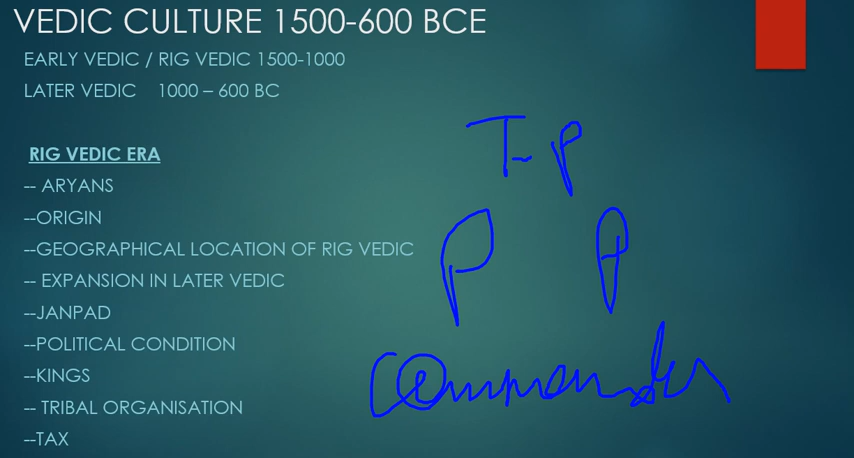 VEDIC CULTURE 1500-600 BCE
EARLY VEDIC / RIG VEDIC 1500-1000
LATER VEDIC 1000 – 600 BC
RIG VEDIC ERA
-- ARYANS
--ORIGIN
--GEOGRAPHICAL LOCATION OF RIG VEDIC
-- EXPANSION IN LATER VEDIC
--JANPAD
--POLITICAL CONDITION
--KINGS
-- TRIBAL ORGANISATION
--TAX
T-P
P P
Commander